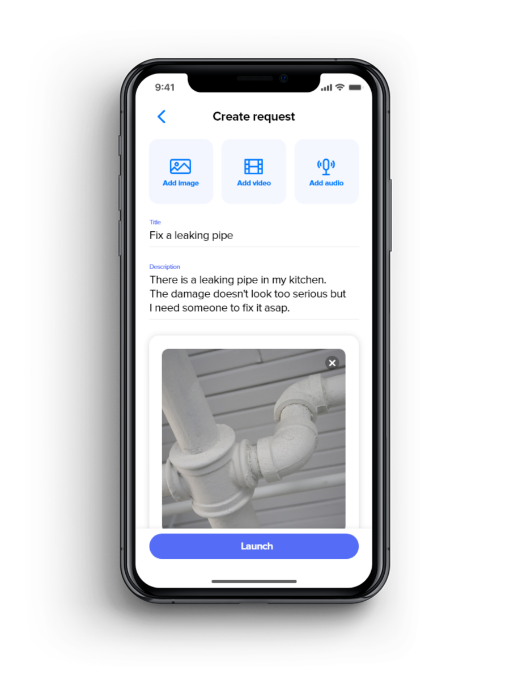 9:41
Create request
Add image
Add video
Add audio
Title
Fix a leaking pipe
Description
There is a leaking pipe in my kitchen.
The damage doesn't look too serious but
I need someone to fix it asap.
Launch